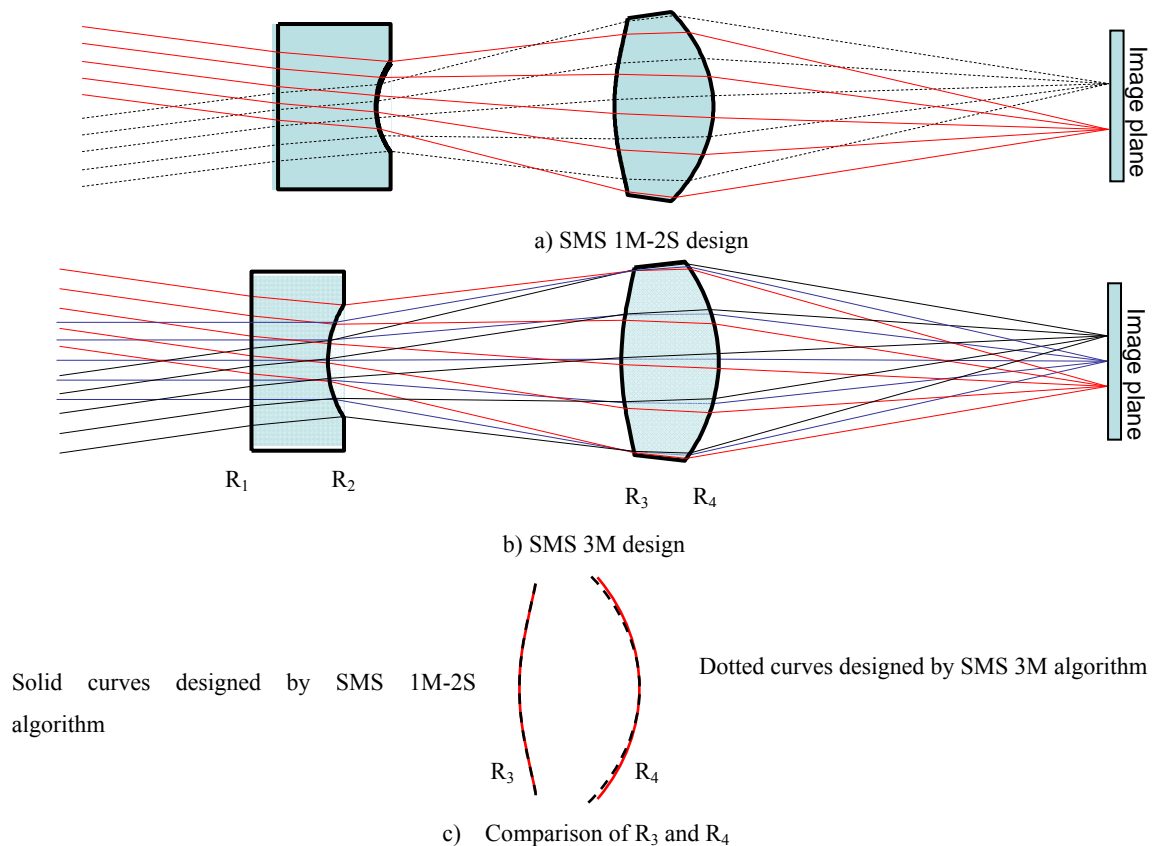 Image plane
a) SMS 1M-2S design
Image plane
R1
R2
R3
R4
b) SMS 3M design
Solid curves designed by SMS 1M-2S
algorithm
Dotted curves designed by SMS 3M algorithm
R3
R4
c) Comparison of R3 and R4